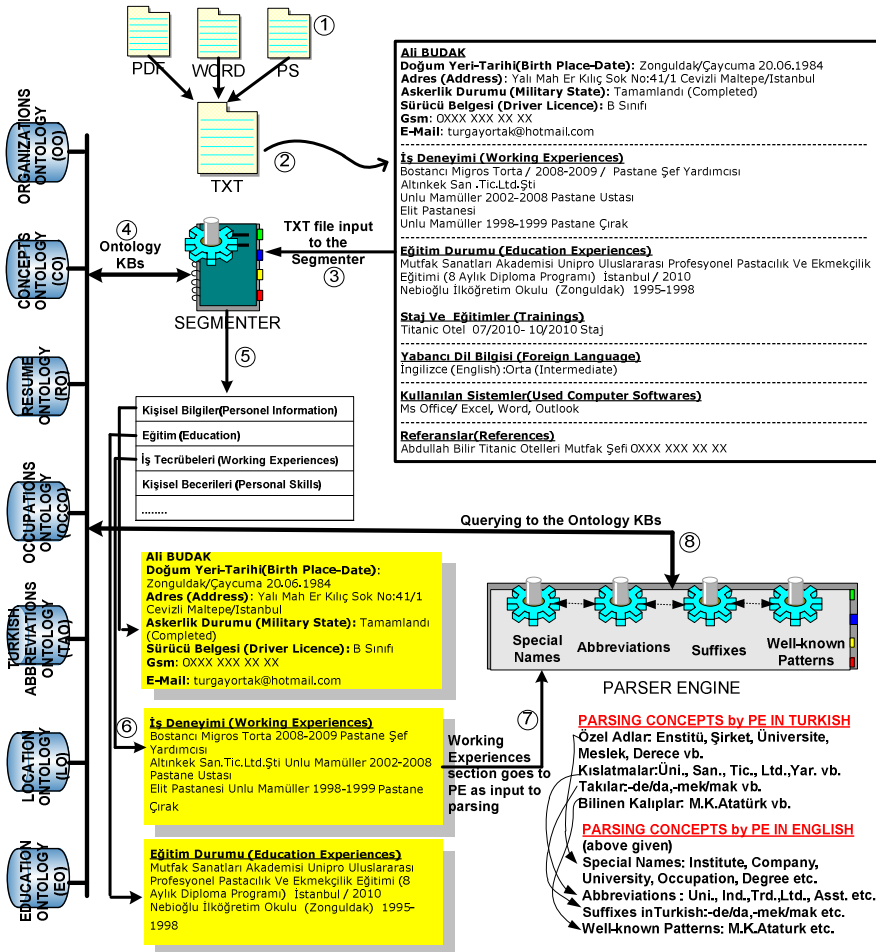 ①
PDF WORD PS
TXT
②
Ali BUDAK
Doğum Yeri-Tarihi(Birth Place-Date): Zonguldak/Çaycuma 20.06.1984
Adres (Address): Yalı Mah Er Kılıç Sok No:41/1 Cevizli Maltepe/Istanbul
Askerlik Durumu (Military State): Tamamlandı (Completed)
Sürücü Belgesi (Driver Licence): B Sınıfı
Gsm: 0XXX XXX XX XX
E-Mail: turgayortak@hotmail.com
İş Deneyimi (Working Experiences)
Bostancı Migros Torta / 2008-2009 / Pastane Şef Yardımcısı
Altınkek San .Tic.Ltd.Şti
Unlu Mamüller 2002-2008 Pastane Ustası
Elit Pastanesi
Unlu Mamüller 1998-1999 Pastane Çırak
Eğitim Durumu (Education Experiences)
Mutfak Sanatları Akademisi Unipro Uluslararası Profesyonel Pastacılık Ve Ekmekçilik
Eğitimi (8 Aylık Diploma Programı) İstanbul / 2010
Nebioğlu İlköğretim Okulu (Zonguldak) 1995-1998
Staj Ve Eğitimler (Trainings)
Titanic Otel 07/2010- 10/2010 Staj
Yabancı Dil Bilgisi (Foreign Language)
İngilizce (English) :Orta (Intermediate)
Kullanılan Sistemler(Used Computer Softwares)
Ms Office/ Excel, Word, Outlook
Referanslar(References)
Abdullah Bilir Titanic Otelleri Mutfak Şefi 0XXX XXX XX XX
TXT file input
to the
Segmenter
③
④
Ontology
KBs
SEGMENTER
⑤
ORGANIZATIONS
ONTOLOGY
(OO)
CONCEPTS
ONTOLOGY
(CO)
RESUME
ONTOLOGY
(RO)
OCCUPATIONS
ONTOLOGY
(OCCO)
TURKISH
ABBREVATIONS
ONTOLOGY
(TAO)
LOCATION
ONTOLOGY
(LO)
EDUCATION
ONTOLOGY
(EO)
Kişisel Bilgiler(Personel Information)
Eğitim (Education)
İş Tecrübeleri (Working Experiences)
Kişisel Becerileri (Personal Skills)
........
Querying to the Ontology KBs
⑧
Ali BUDAK
Doğum Yeri-Tarihi(Birth Place-Date):
Zonguldak/Çaycuma 20.06.1984
Adres (Address): Yalı Mah Er Kılıç Sok No:41/1
Cevizli Maltepe/Istanbul
Askerlik Durumu (Military State): Tamamlandı
(Completed)
Sürücü Belgesi (Driver Licence): B Sınıfı
Gsm: 0XXX XXX XX XX
E-Mail: turgayortak@hotmail.com
⑥
İş Deneyimi (Working Experiences)
Bostancı Migros Torta 2008-2009 Pastane Şef
Yardımcısı
Altınkek San.Tic.Ltd.Şti Unlu Mamüller 2002-2008
Pastane Ustası
Elit Pastanesi Unlu Mamüller 1998-1999 Pastane
Çırak
Eğitim Durumu (Education Experiences)
Mutfak Sanatları Akademisi Unipro Uluslararası
Profesyonel Pastacılık Ve Ekmekçilik Eğitimi (8
Aylık Diploma Programı) İstanbul / 2010
Nebioğlu İlköğretim Okulu (Zonguldak) 1995-
1998
Working
Experiences
section goes to
PE as input to
parsing
⑦
Special
Names
Abbreviations
Suffixes
Well-known
Patterns
PARSER ENGINE
PARSING CONCEPTS by PE IN TURKISH
Özel Adlar: Enstitü, Şirket, Üniversite,
Meslek, Derece vb.
Kıslatmalar:Üni., San., Tic., Ltd.,Yar. vb.
Takılar:-de/da,-mek/mak vb.
Bilinen Kalıplar: M.K.Atatürk vb.
PARSING CONCEPTS by PE IN ENGLISH
(above given)
Special Names: Institute, Company,
University, Occupation, Degree etc.
Abbreviations : Uni., Ind.,Trd.,Ltd., Asst. etc.
Suffixes inTurkish:-de/da,-mek/mak etc.
Well-known Patterns: M.K.Ataturk etc.